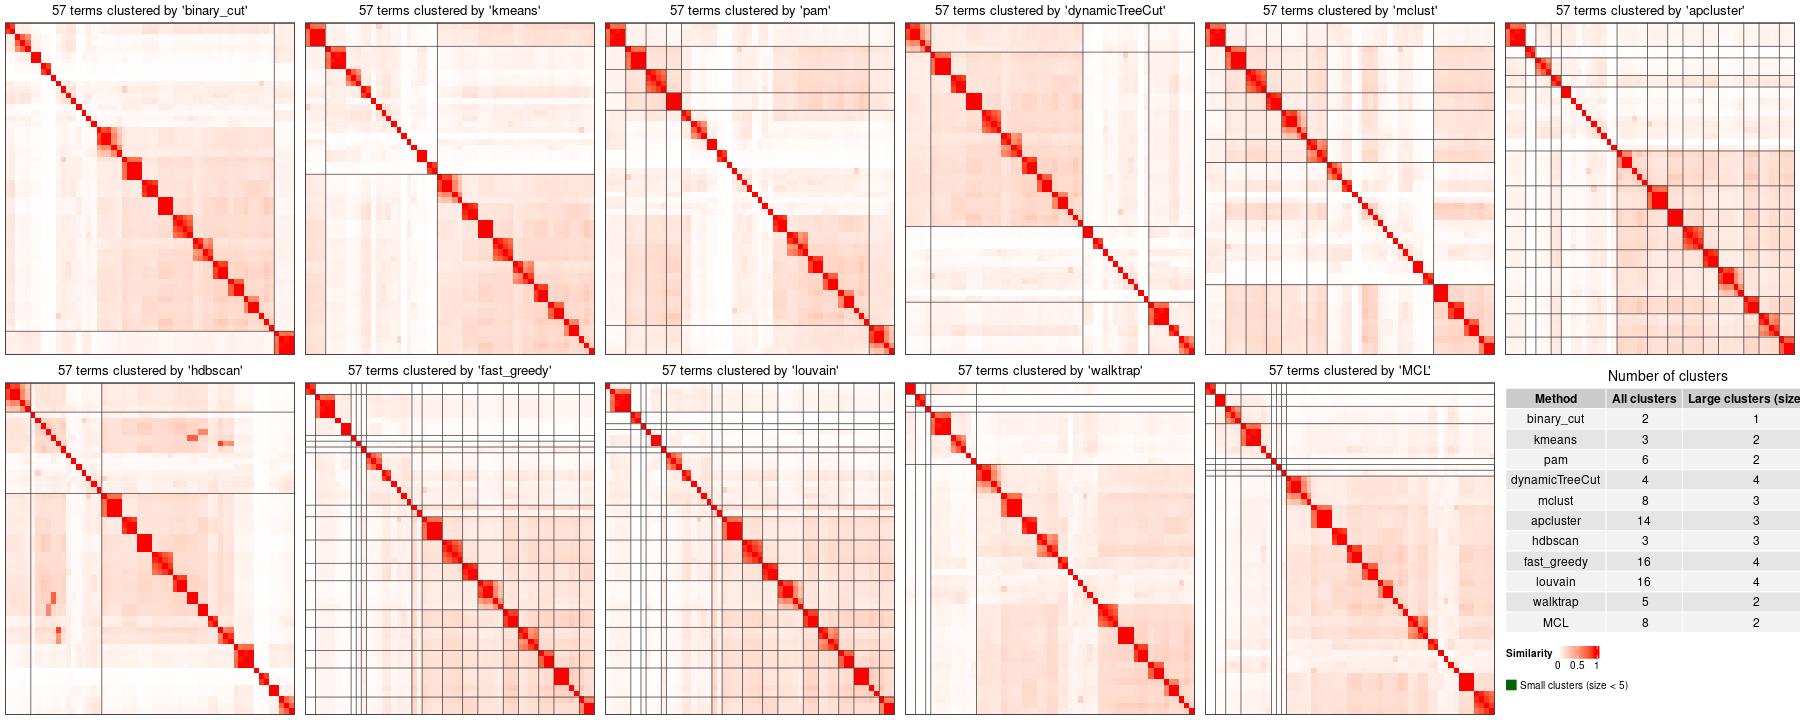 57 terms clustered by 'binary_cut'
57 terms clustered by 'kmeans'
57 terms clustered by 'pam'
57 terms clustered by 'dynamicTreeCut'
57 terms clustered by 'mclust'
57 terms clustered by 'apcluster'
57 terms clustered by 'hdbscan'
57 terms clustered by 'fast_greedy'
57 terms clustered by 'louvain'
57 terms clustered by 'walktrap'
57 terms clustered by 'MCL'
Number of clusters
Method All clusters Large clusters (size
binary_cut 2 1
kmeans 3 2
pam 6 2
dynamicTreeCut 4 4
mclust 8 3
apcluster 14 3
hdbscan 3 3
fast_greedy 16 4
louvain 16 4
walktrap 5 2
MCL 8 2
Similarity
0 0.5 1
Small clusters (size < 5)